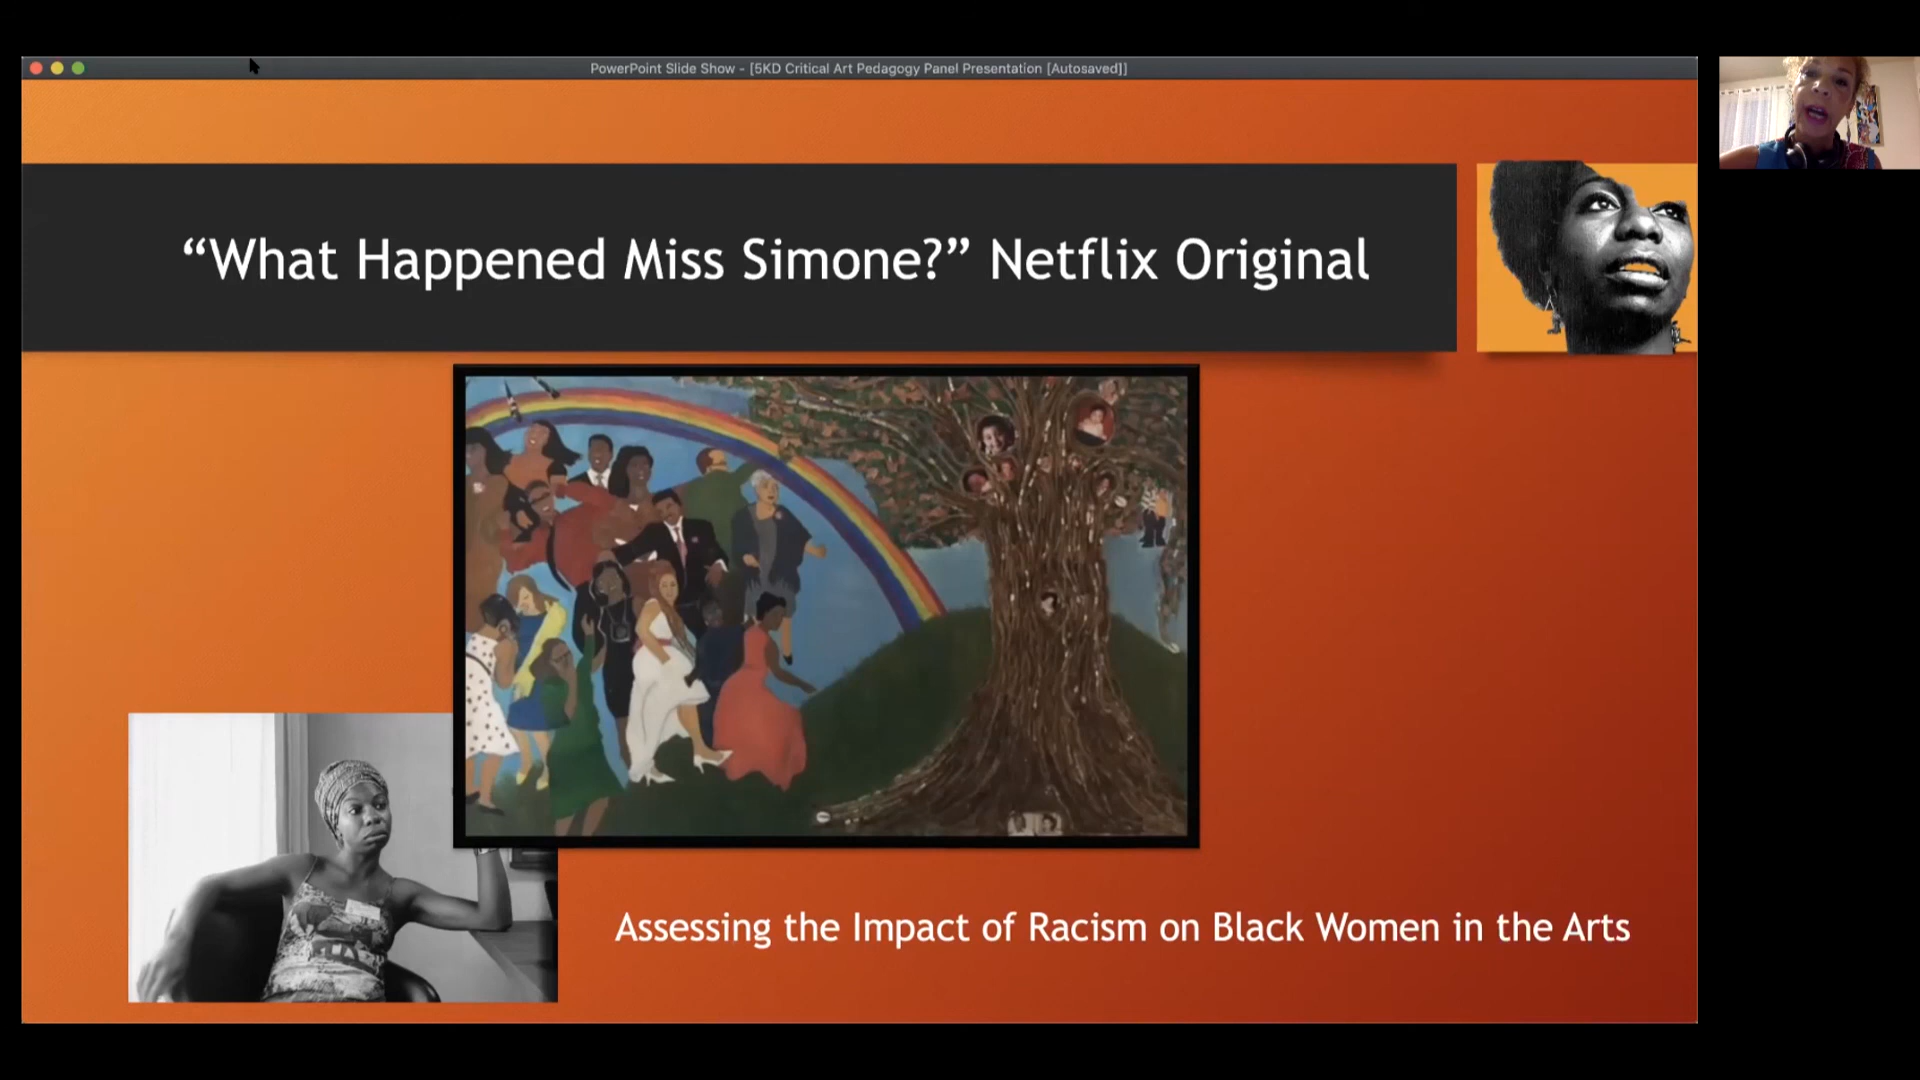 PowerPoint Slide Show - [5KD Critical Art Pedagogy Panel Presentation [Autosaved]]
“What Happened Miss Simone?” Netflix Original
Assessing the Impact of Racism on Black Women in the Arts